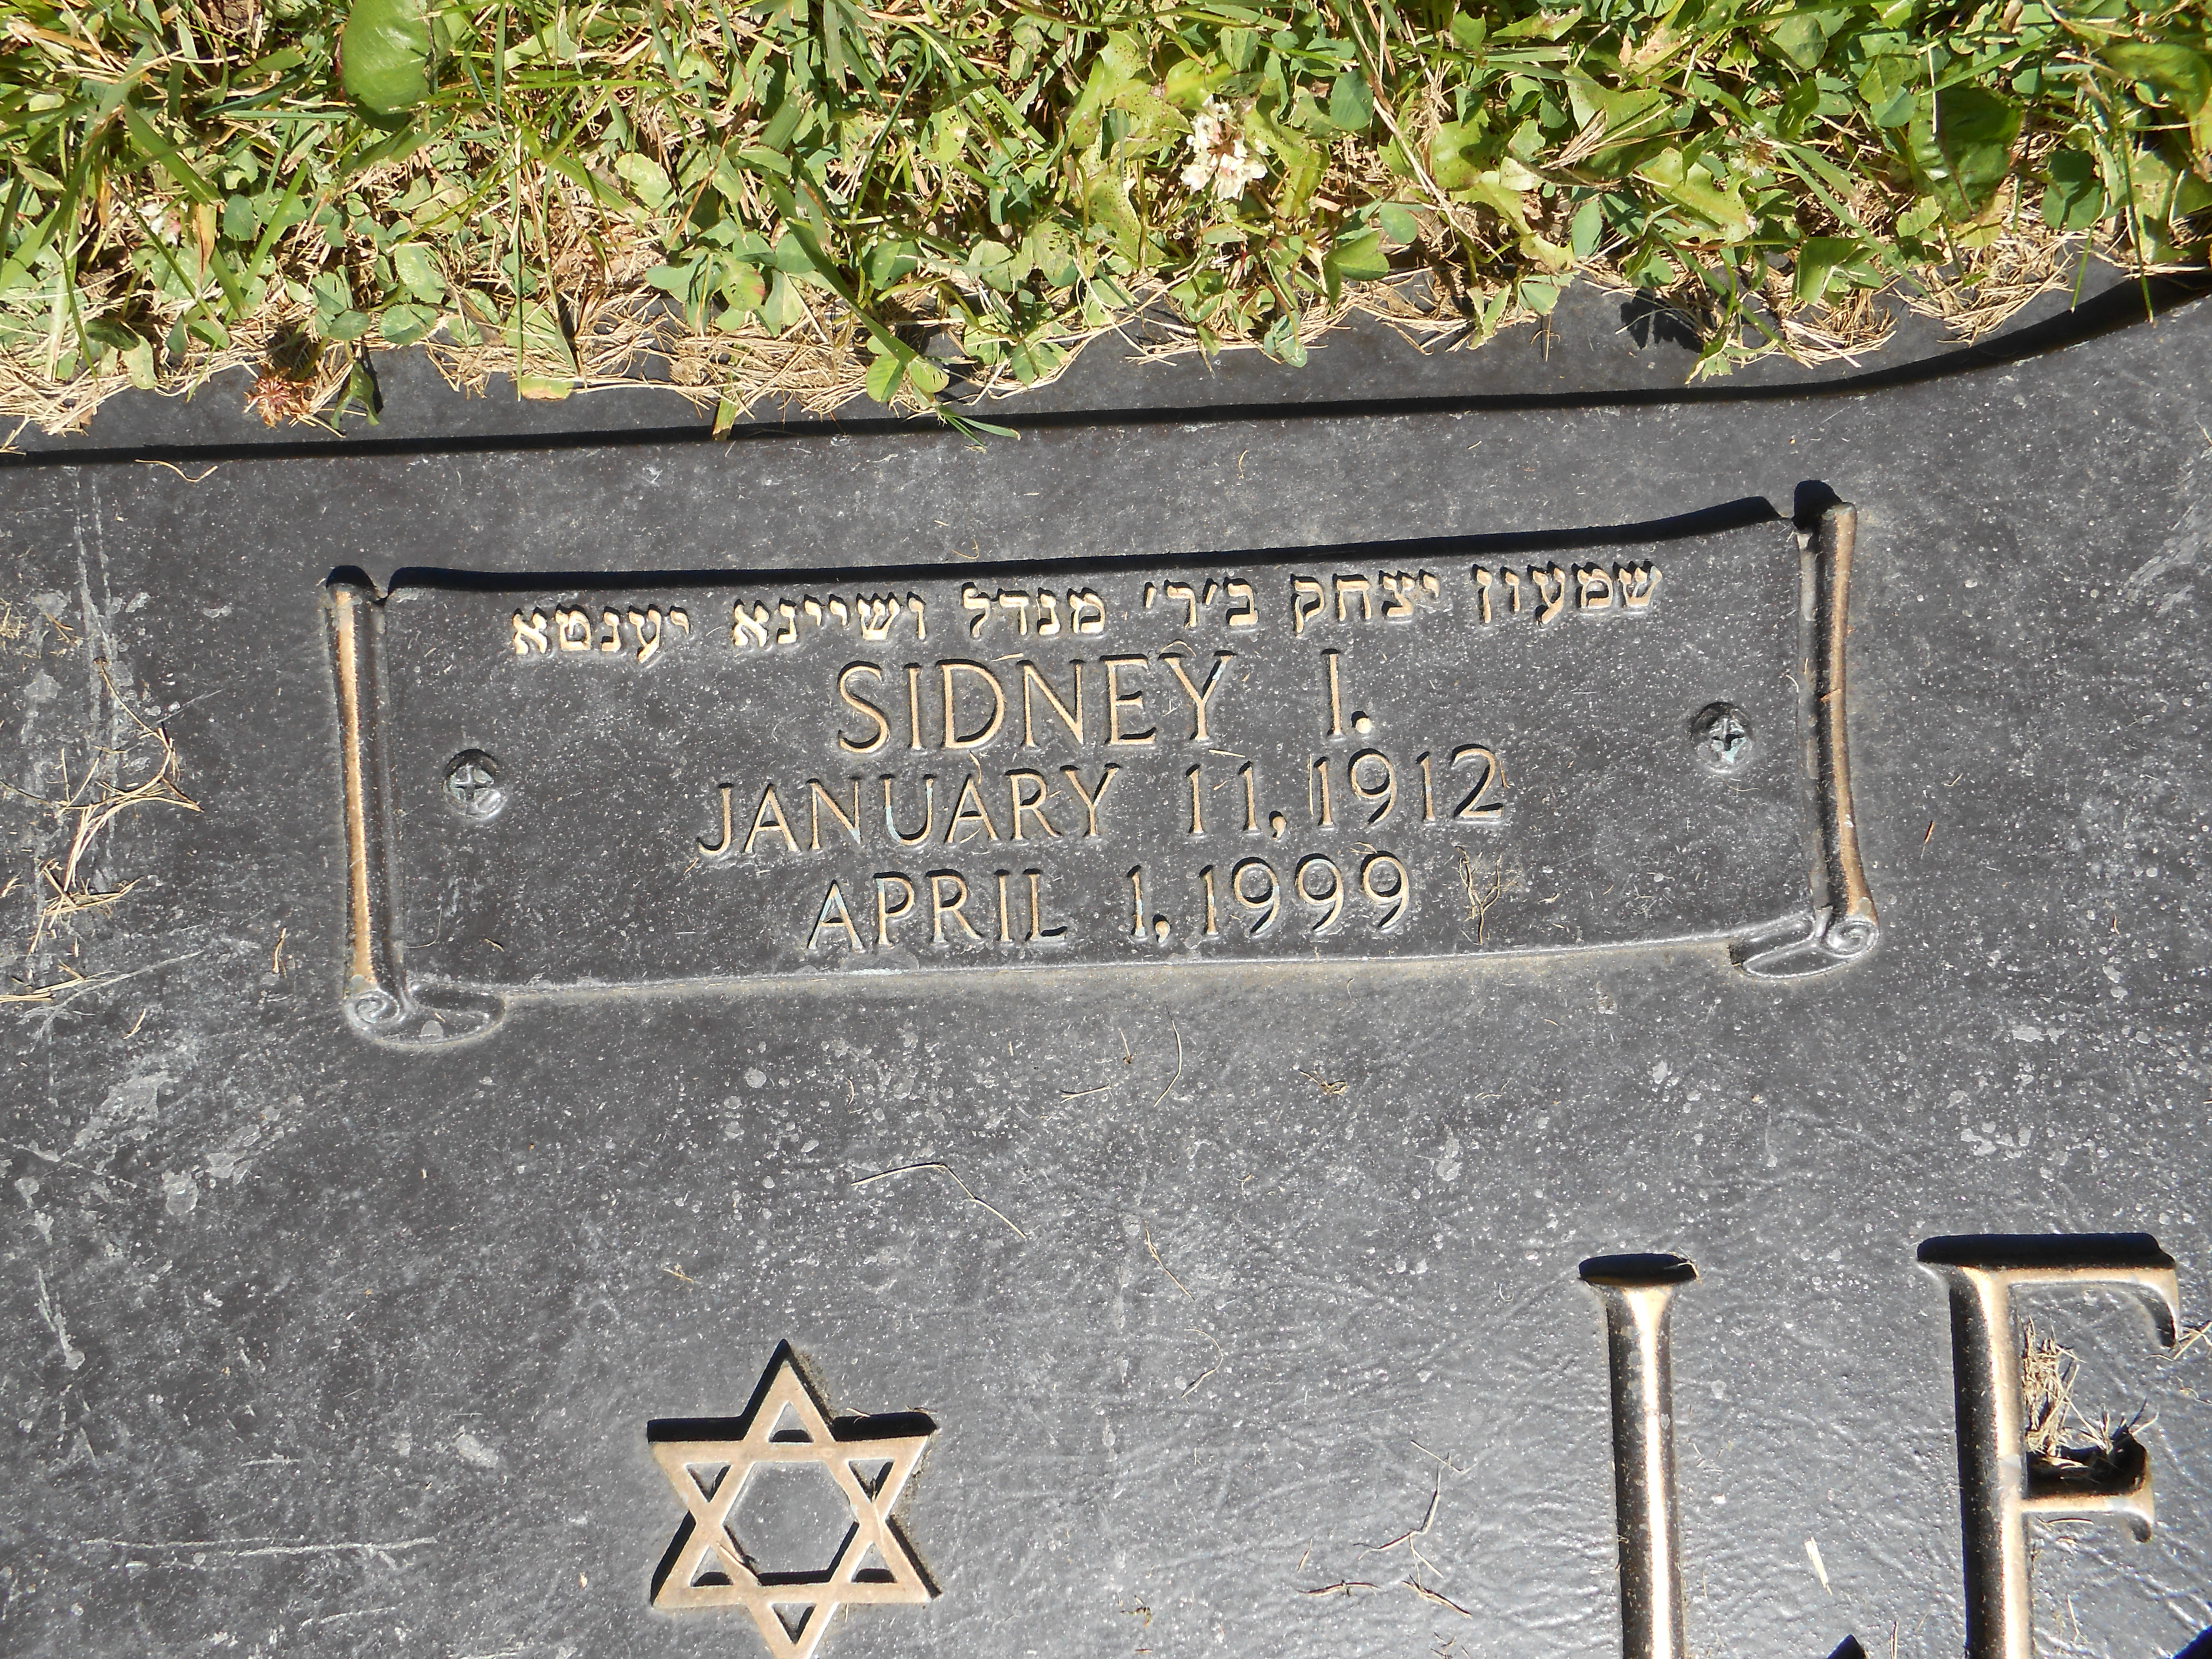 שמעון יצחק ב׳ר׳ מנדל ושיינא יענטא
SIDNEY I.
JANUARY 11, 1912
APRIL 1, 1999